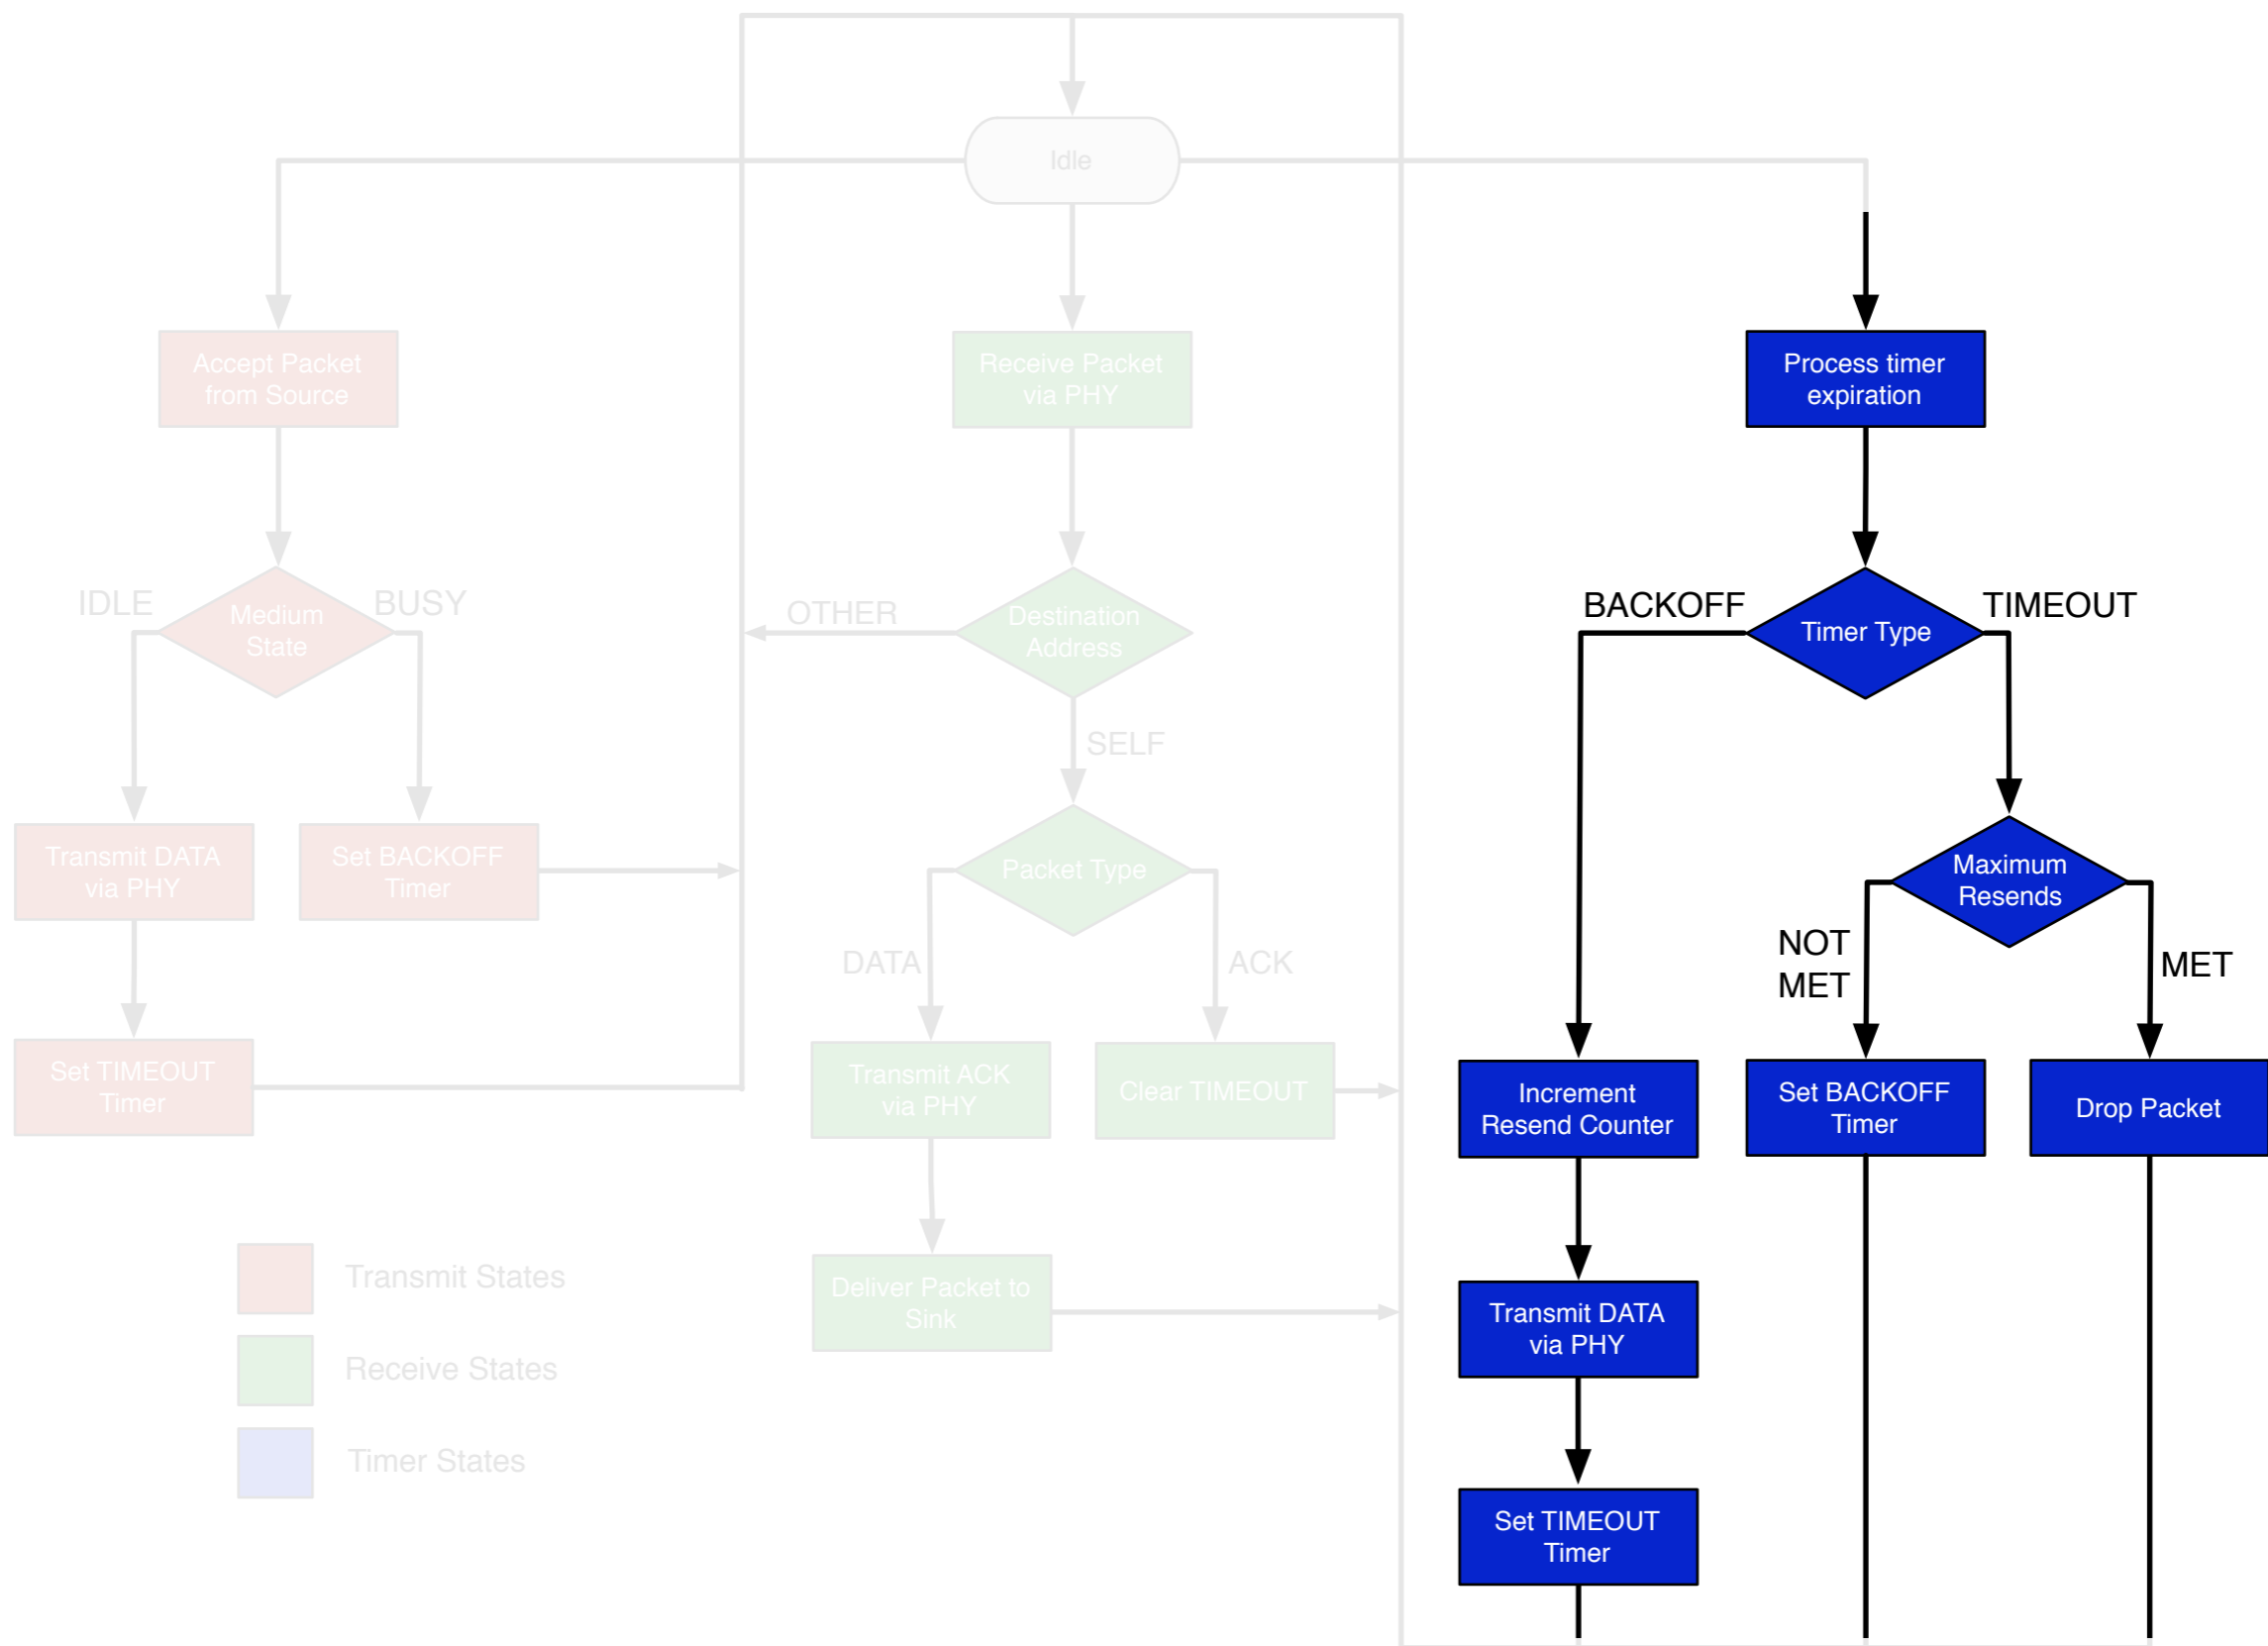 Idle
Accept Packet
from Source
Receive Packet
via PHY
Process timer
expiration
IDLE
BUSY
Medium
State
OTHER
Destination
Address
BACKOFF
TIMEOUT
Timer Type
SELF
Transmit DATA
via PHY
Set BACKOFF
Timer
Packet Type
Maximum
Resends
DATA
ACK
NOT
MET
MET
Set TIMEOUT
Timer
Transmit ACK
via PHY
Clear TIMEOUT
Increment
Resend Counter
Set BACKOFF
Timer
Drop Packet
Deliver Packet to
Sink
Transmit DATA
via PHY
Transmit States
Receive States
Timer States
Set TIMEOUT
Timer